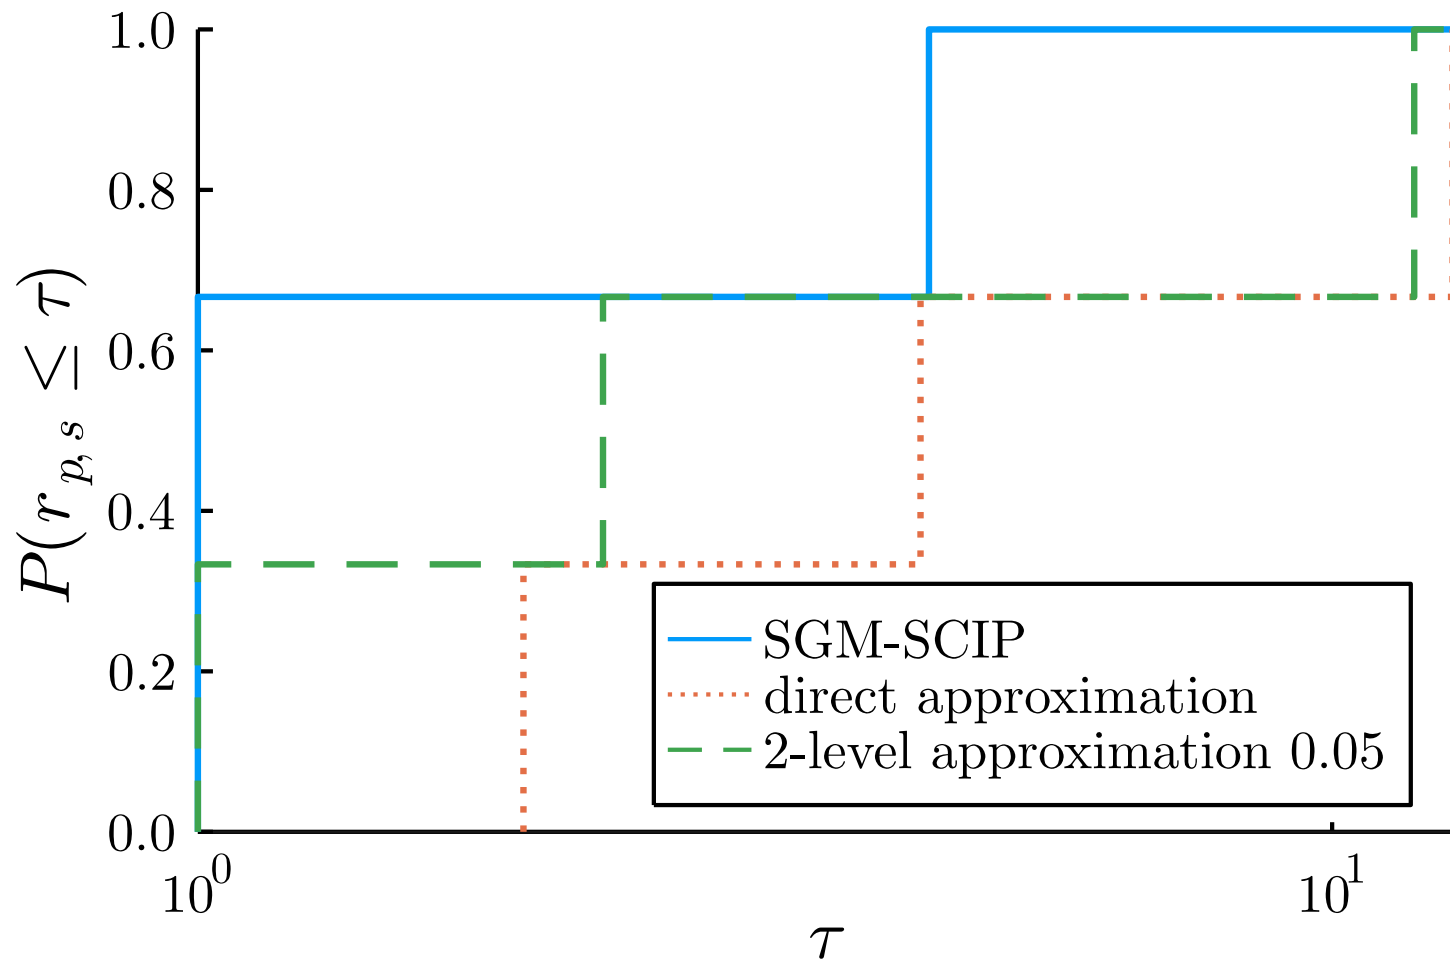 1.0
0.8
0.6
0.4
0.2
0.0
P(r_{p,s} ≤ τ)
SGM-SCIP
direct approximation
2-level approximation 0.05
10^0
10^1
τ